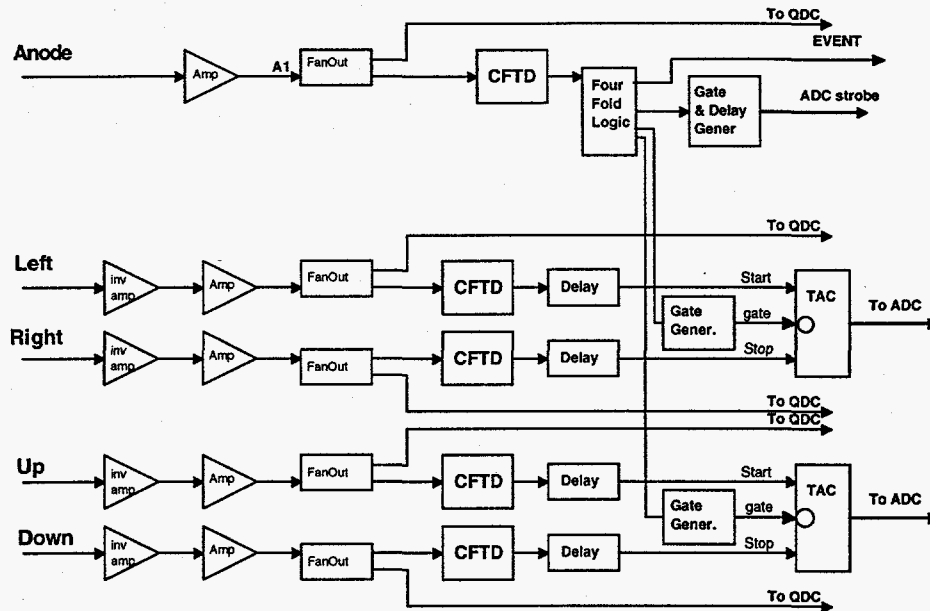 To QDC
Anode
EVENT
Amp
A1
FanOut
CFTD
Four
Fold
Logic
Gate
& Delay
Gener
ADC strobe
To QDC
Left
inv
amp
Amp
FanOut
CFTD
Delay
Start
TAC
To ADC
Gate
Gener.
gate
Right
inv
amp
Amp
FanOut
CFTD
Delay
Stop
To QDC
To QDC
Up
inv
amp
Amp
FanOut
CFTD
Delay
Start
TAC
To ADC
Gate
Gener.
gate
Down
inv
amp
Amp
FanOut
CFTD
Delay
Stop
To QDC